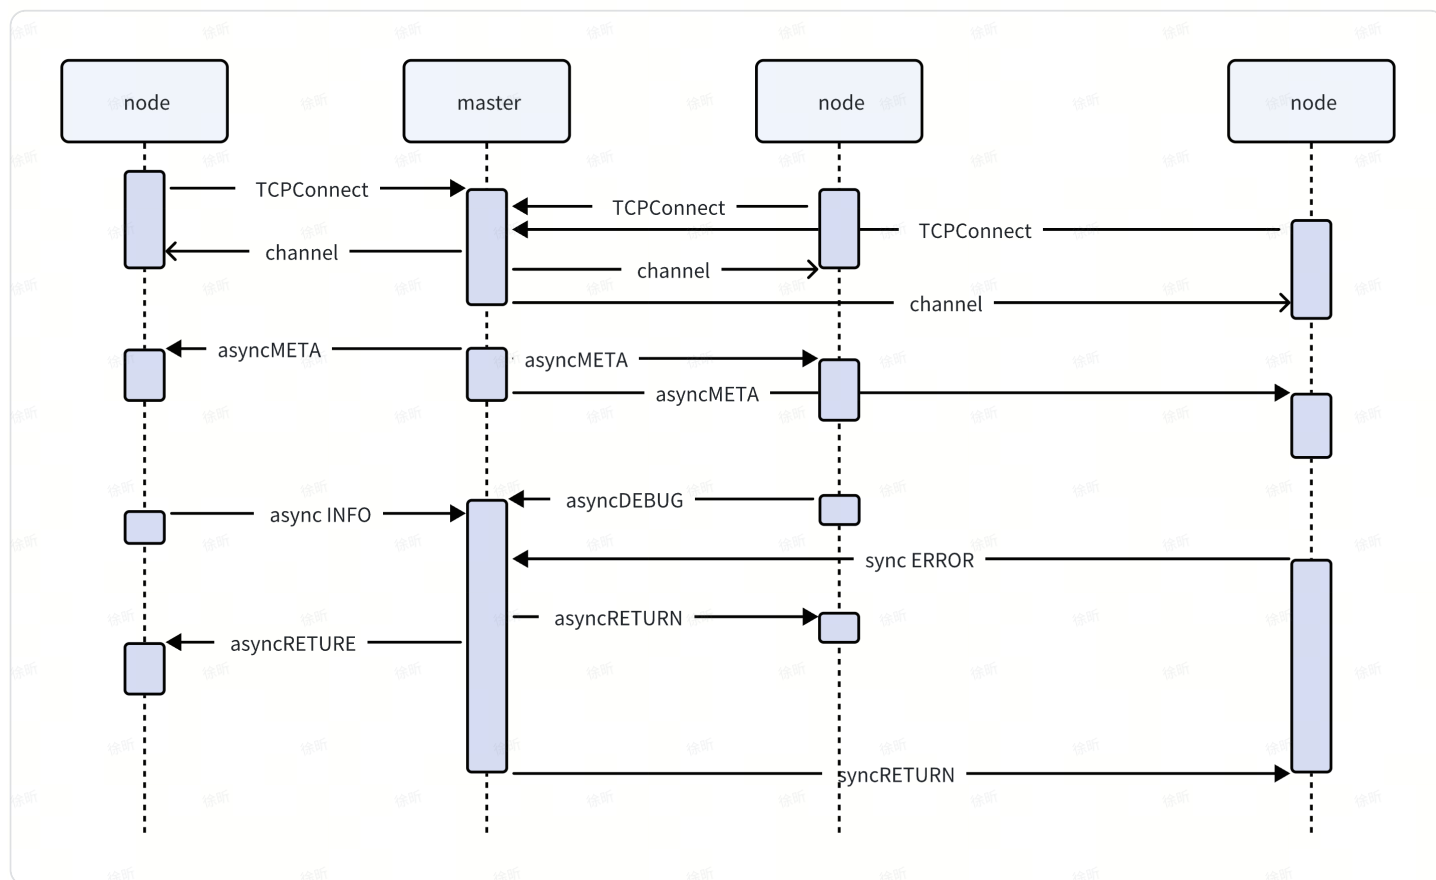 node
master
node
node
TCPConnect
TCPConnect
TCPConnect
channel
channel
channel
asyncMETA
asyncMETA
asyncMETA
asyncDEBUG
async INFO
sync ERROR
asyncRETURN
asyncRETURE
syncRETURN